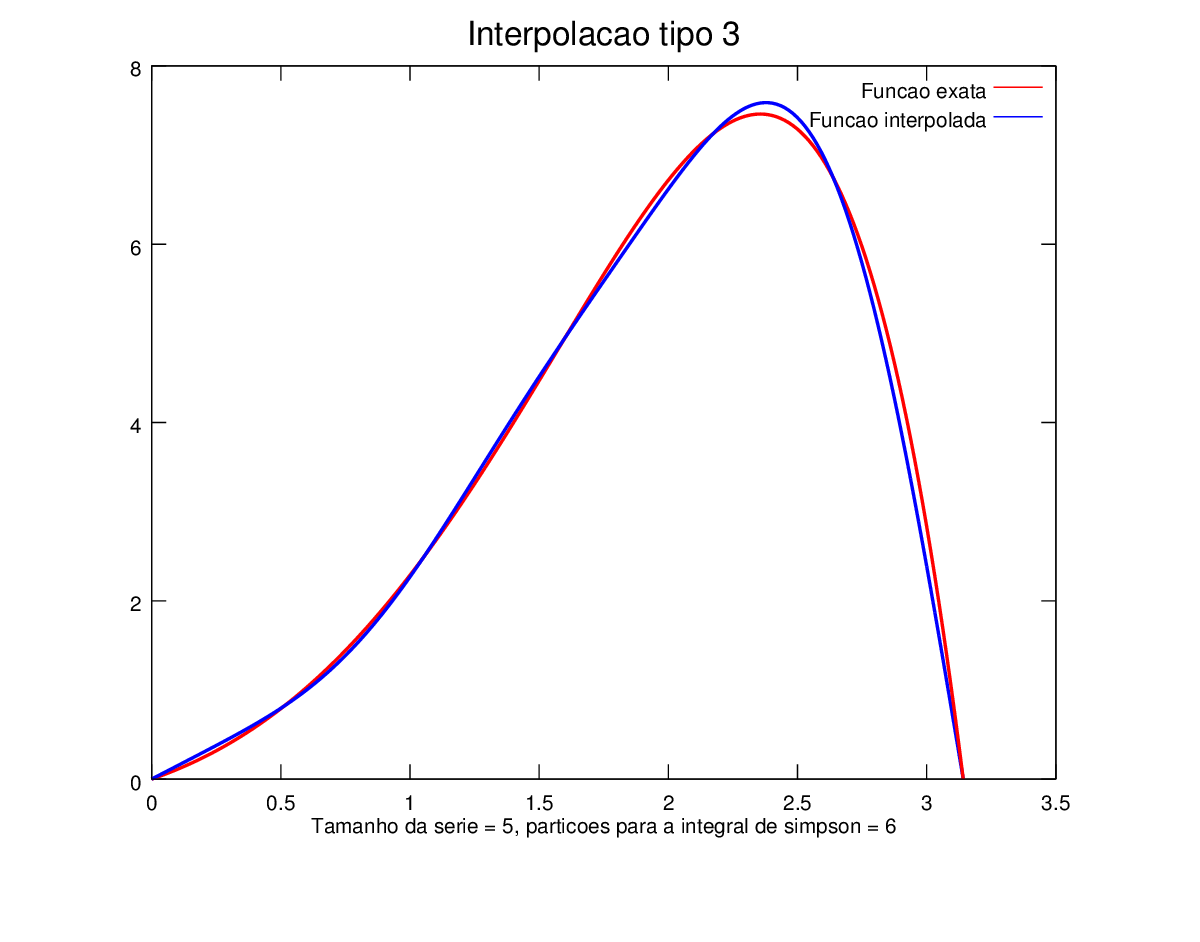 Interpolacao tipo 3
8
Funcao exata
Funcao interpolada
6
4
2
0
0 0.5 1 1.5 2 2.5 3 3.5
Tamanho da serie = 5, particoes para a integral de simpson = 6